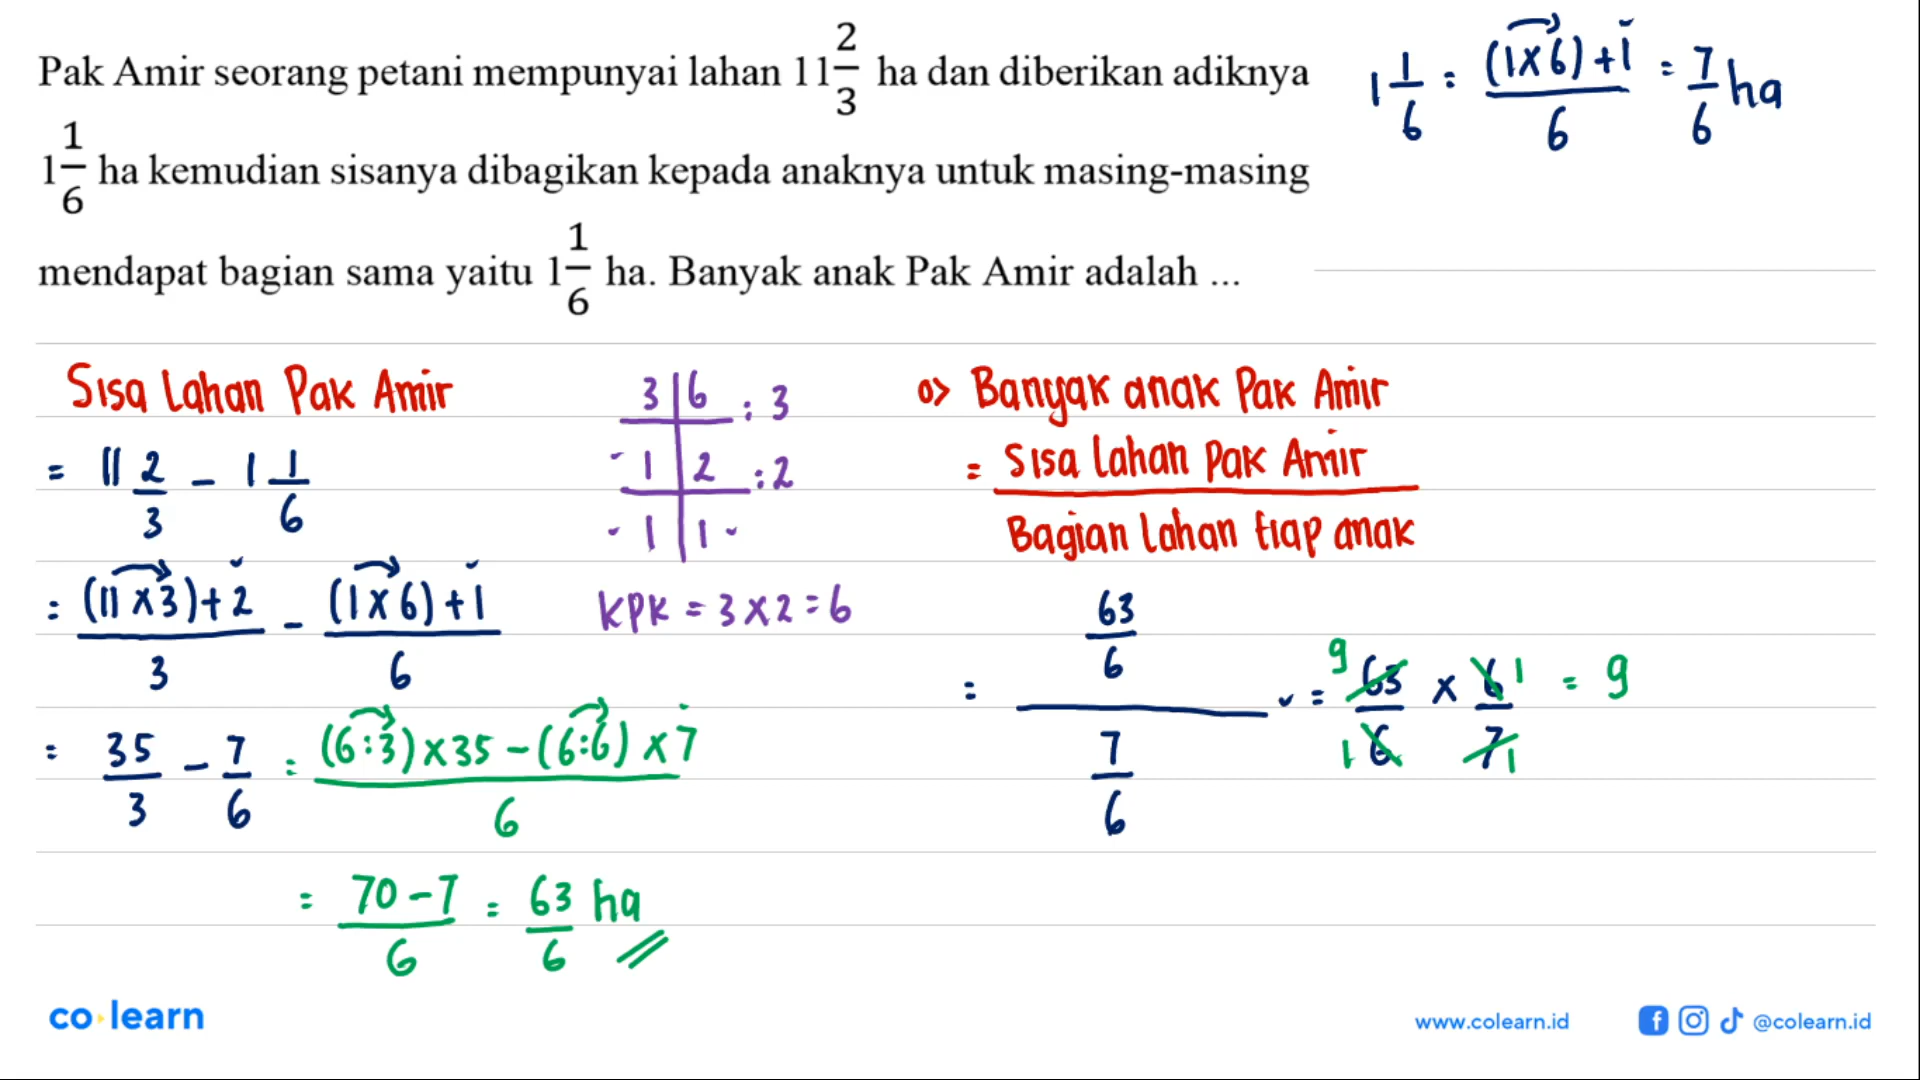 Pak Amir seorang petani mempunyai lahan 11 2/3 ha dan diberikan adiknya
1 1/6 ha kemudian sisanya dibagikan kepada anaknya untuk masing-masing
mendapat bagian sama yaitu 1 1/6 ha. Banyak anak Pak Amir adalah ...
1 1/6 = ((1×6)+1)/6 = 7/6 ha
Sisa Lahan Pak Amir
= 11 2/3 - 1 1/6
= ((11×3)+2)/3 - ((1×6)+1)/6
= 35/3 - 7/6 = ((6:3)×35-(6:6)×7)/6
= (70-7)/6 = 63/6 ha
3 | 6 : 3
1 | 2 : 2
1 | 1
KPK = 3×2=6
o> Banyak anak Pak Amir
= Sisa Lahan Pak Amir
Bagian Lahan tiap anak
= (63/6)/(7/6) = 63/6 × 6/7 = 9
9 1
1 1
co learn
www.colearn.id
@colearn.id